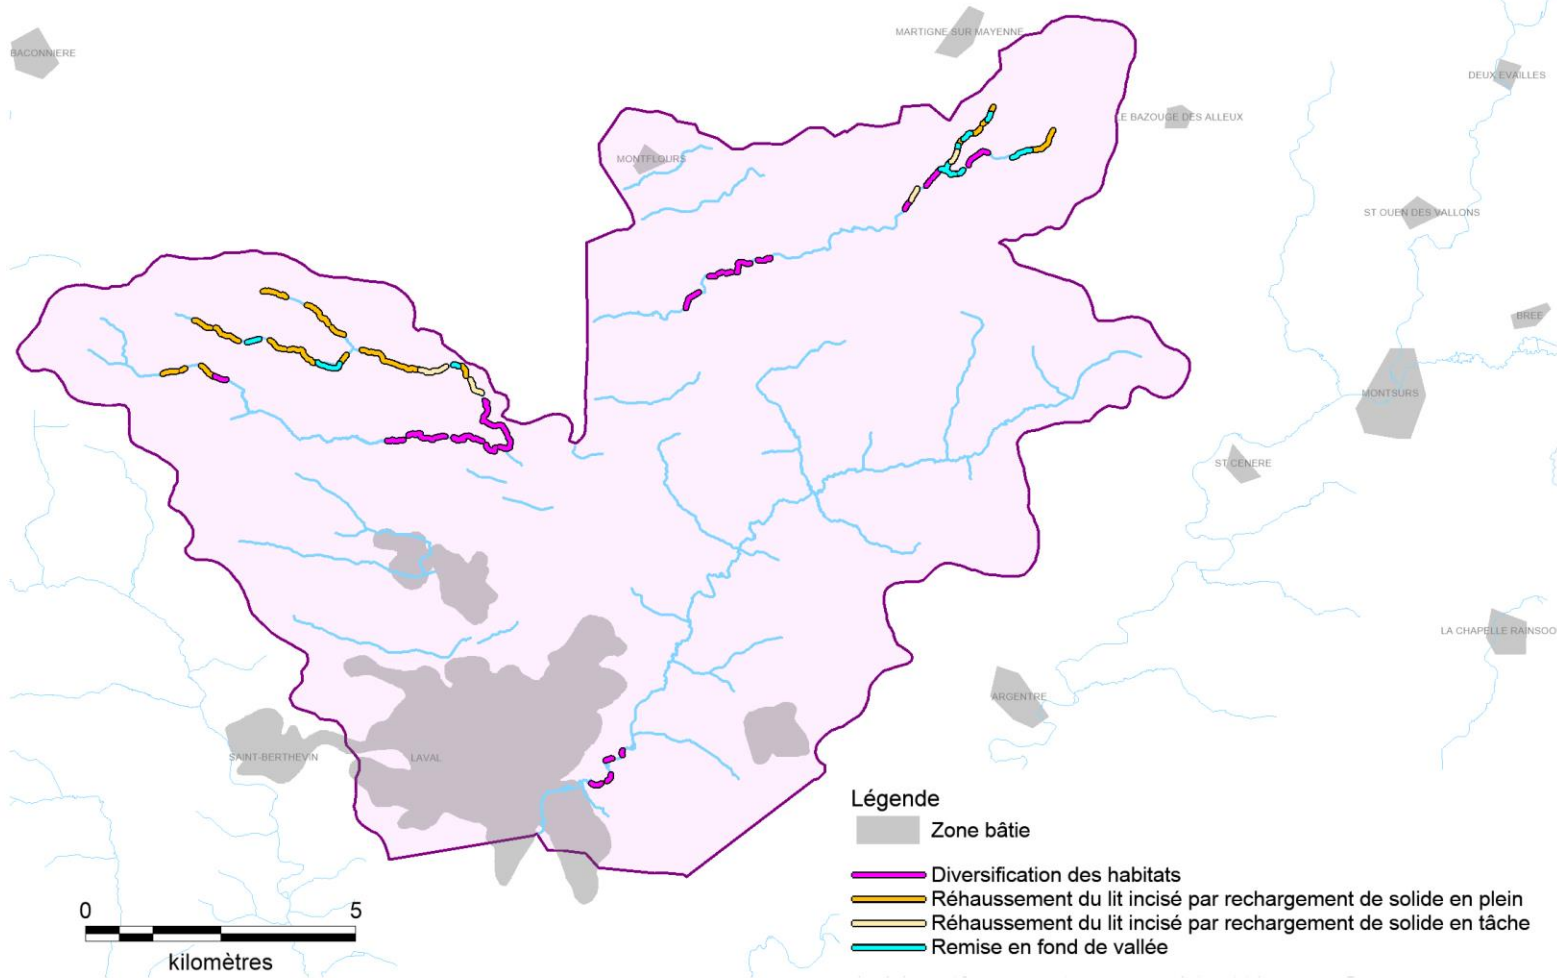 MARTIGNE SUR MAYENNE
BACONNIERE
DEUX EVAILLES
E BAZOUGE DES ALLEUX
MONTFLOURS
ST OUEN DES VALLONS
BREE
MONTSURS
ST CENERE
LA CHAPELLE RAINSOO
ARGENTRE
SAINT-BERTHEVIN
LAVAL
Légende
Zone bâtie
Diversification des habitats
Réhaussement du lit incisé par rechargement de solide en plein
Réhaussement du lit incisé par rechargement de solide en tâche
Remise en fond de vallée
0 5
kilomètres